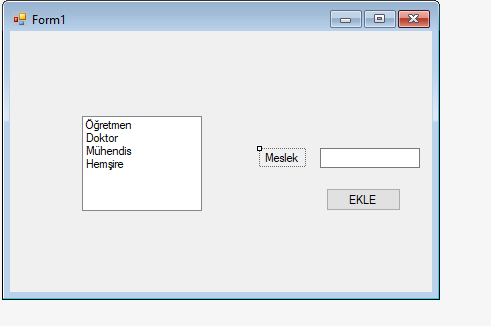 Form1
Öğretmen
Doktor
Mühendis
Hemşire
Meslek
EKLE